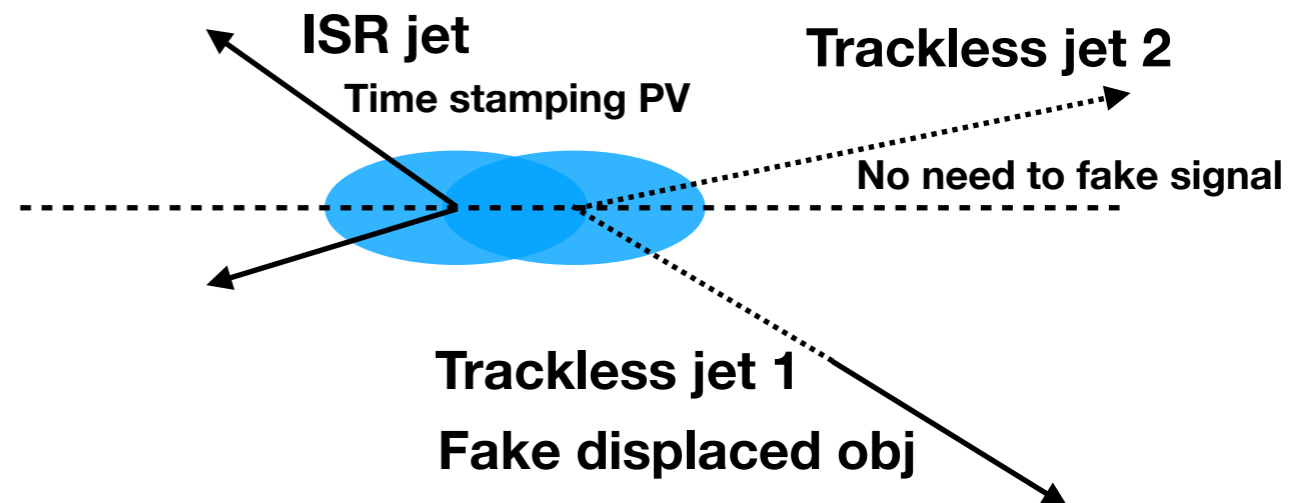 ISR jet
Time stamping PV
Trackless jet 2
No need to fake signal
Trackless jet 1
Fake displaced obj